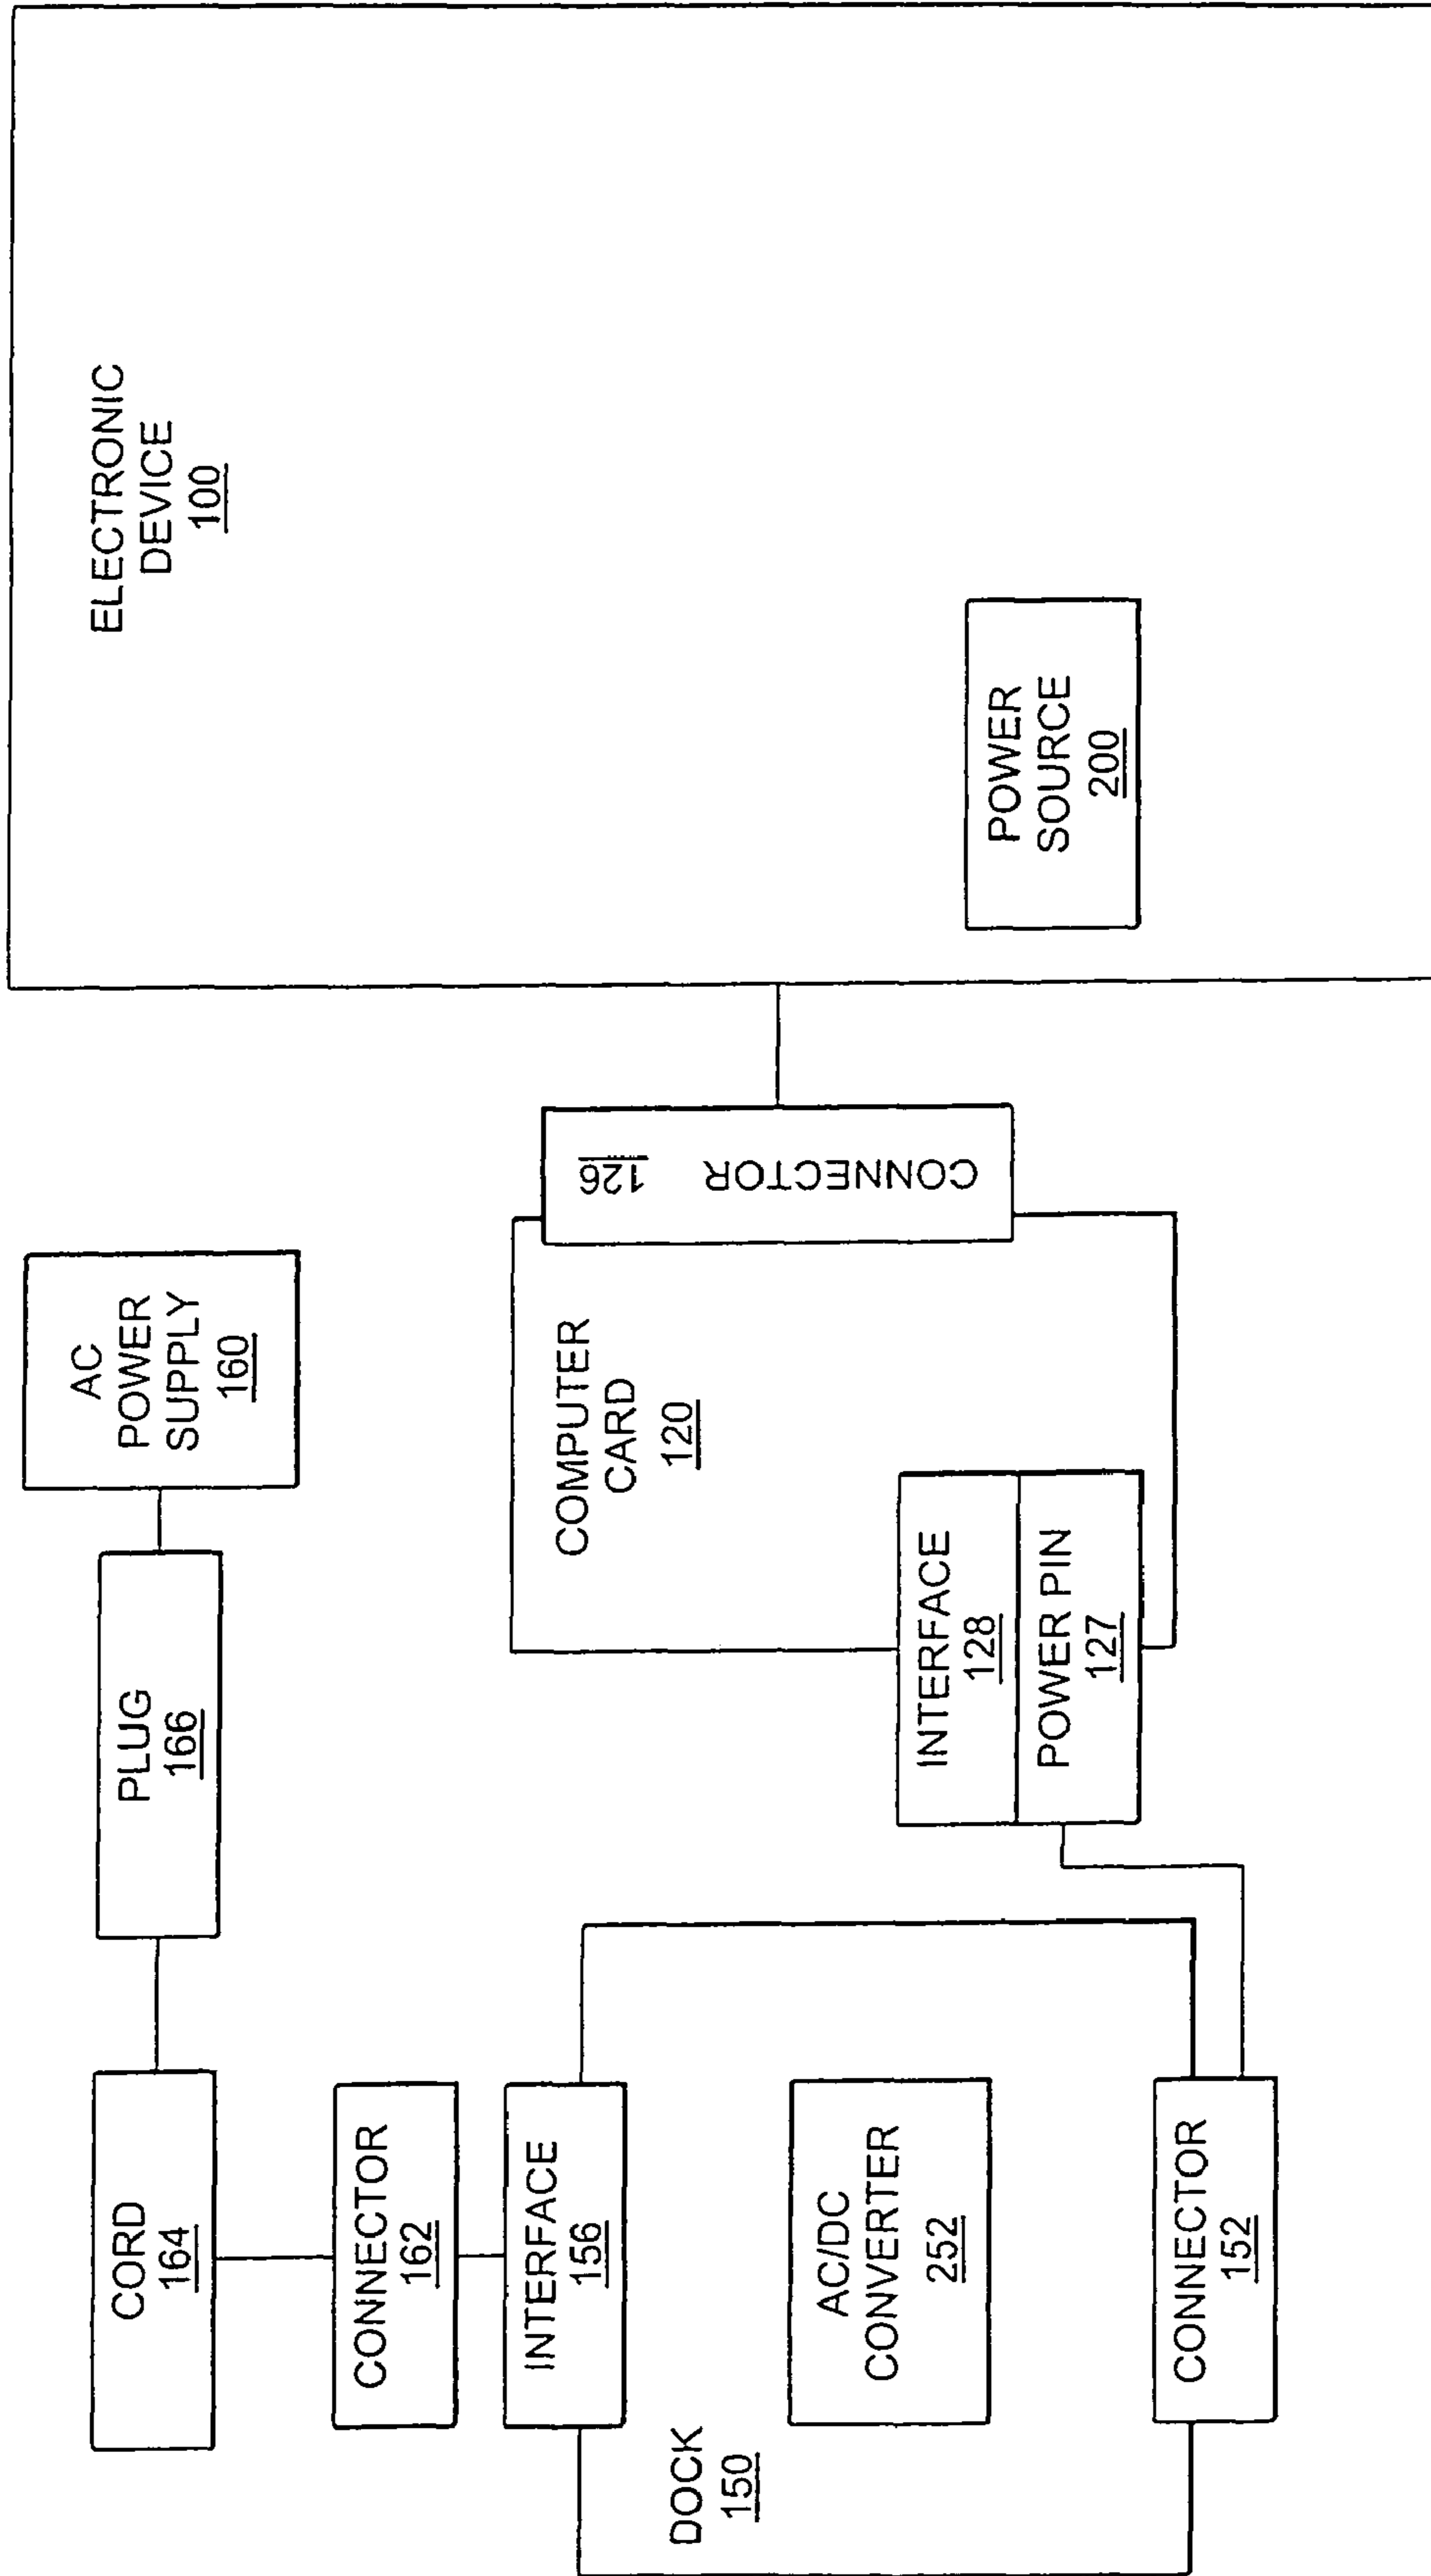 CORD
164
PLUG
166
AC
POWER
SUPPLY
160
ELECTRONIC
DEVICE
100
CONNECTOR
162
INTERFACE
156
DOCK
150
AC/DC
CONVERTER
252
CONNECTOR
152
COMPUTER
CARD
120
CONNECTOR 126
INTERFACE
128
POWER PIN
127
POWER
SOURCE
200